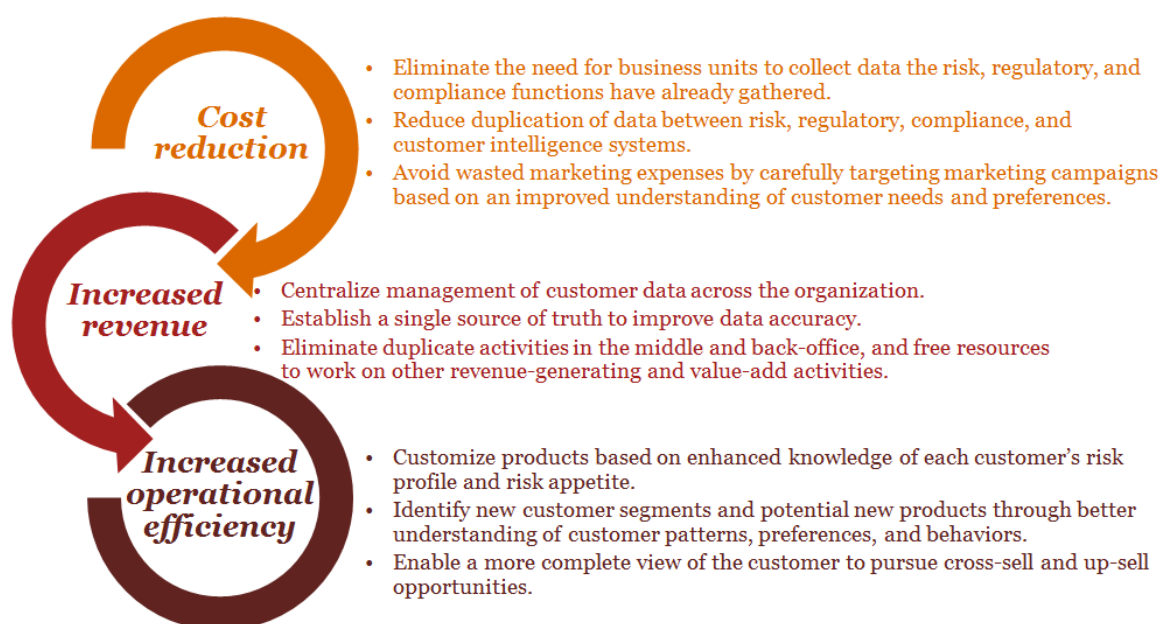 Cost
reduction
• Eliminate the need for business units to collect data the risk, regulatory, and
compliance functions have already gathered.
• Reduce duplication of data between risk, regulatory, compliance, and
customer intelligence systems.
• Avoid wasted marketing expenses by carefully targeting marketing campaigns
based on an improved understanding of customer needs and preferences.
Increased
revenue
• Centralize management of customer data across the organization.
• Establish a single source of truth to improve data accuracy.
• Eliminate duplicate activities in the middle and back-office, and free resources
to work on other revenue-generating and value-add activities.
Increased
operational
efficiency
• Customize products based on enhanced knowledge of each customer’s risk
profile and risk appetite.
• Identify new customer segments and potential new products through better
understanding of customer patterns, preferences, and behaviors.
• Enable a more complete view of the customer to pursue cross-sell and up-sell
opportunities.